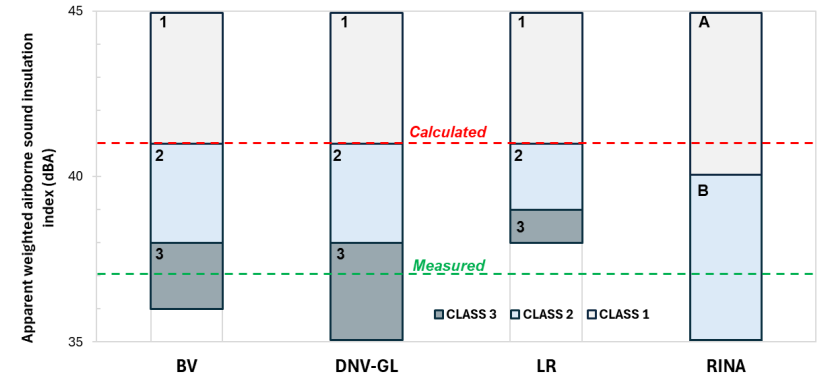 45
1
1
1
A
Calculated
2
2
2
40
B
3
3
3
Measured
CLASS 3 CLASS 2 CLASS 1
35
BV DNV-GL LR RINA
Apparent weighted airborne sound insulation
index (dBA)